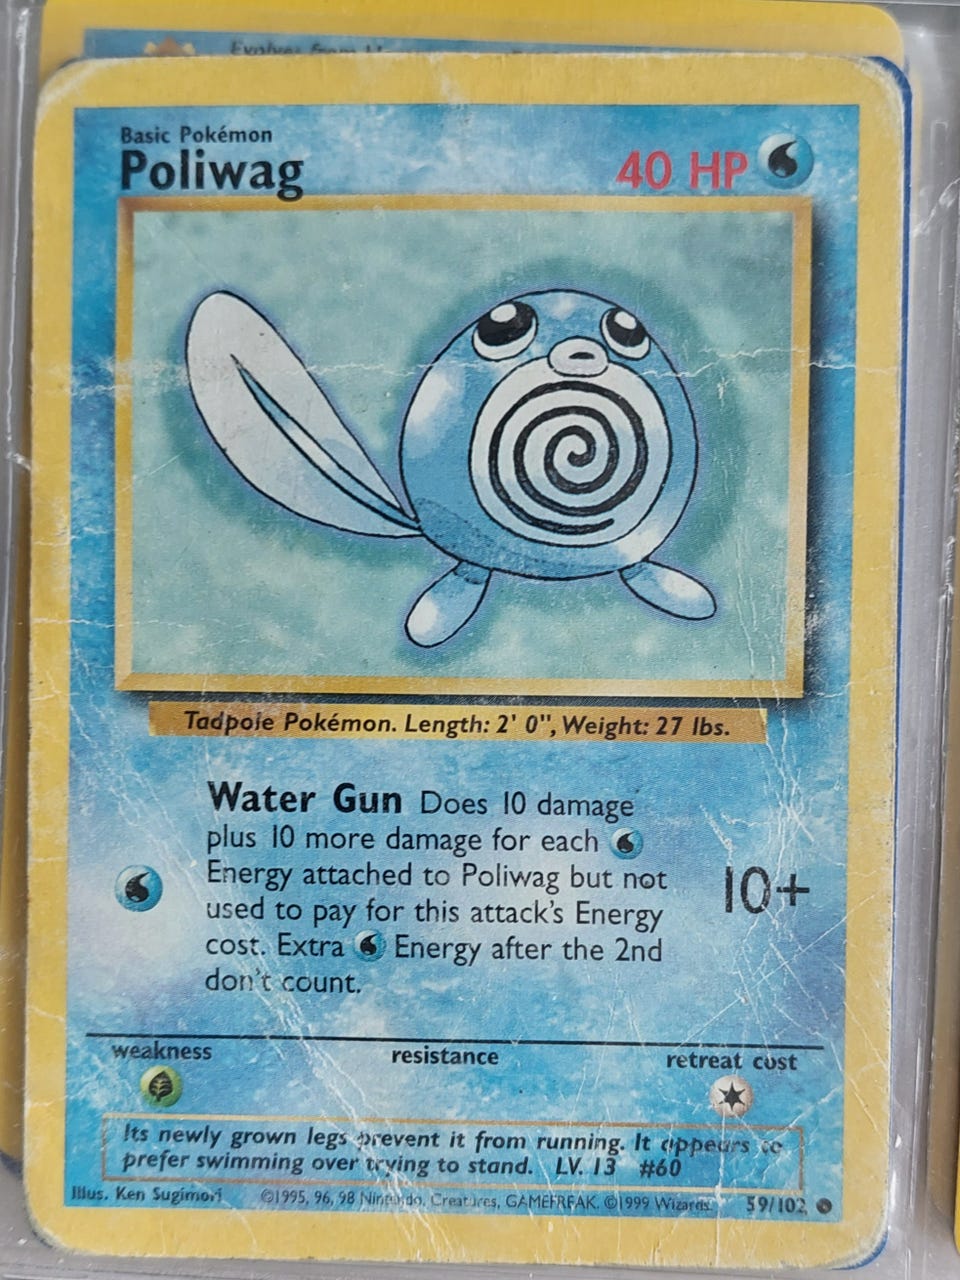 Evolves from
Basic Pokémon
Poliwag
40 HP
Tadpole Pokémon. Length: 2' 0", Weight: 27 lbs.
Water Gun Does 10 damage
plus 10 more damage for each
Energy attached to Poliwag but not
used to pay for this attack's Energy
cost. Extra Energy after the 2nd
don't count.
10+
weakness
resistance
retreat cost
Its newly grown legs prevent it from running. It appears to
prefer swimming over trying to stand. LV. 13 #60
Illus. Ken Sugimori
©1995, 96, 98 Nintendo, Creatures, GAMEFREAK. ©1999 Wizards.
59/102